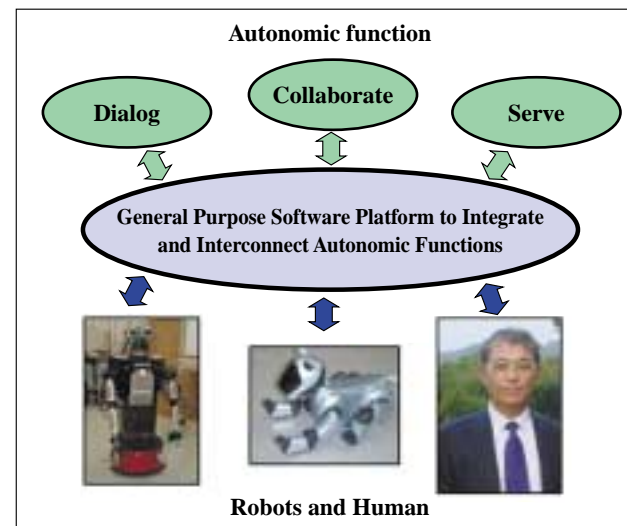 Autonomic function
Dialog
Collaborate
Serve
General Purpose Software Platform to Integrate
and Interconnect Autonomic Functions
Robots and Human